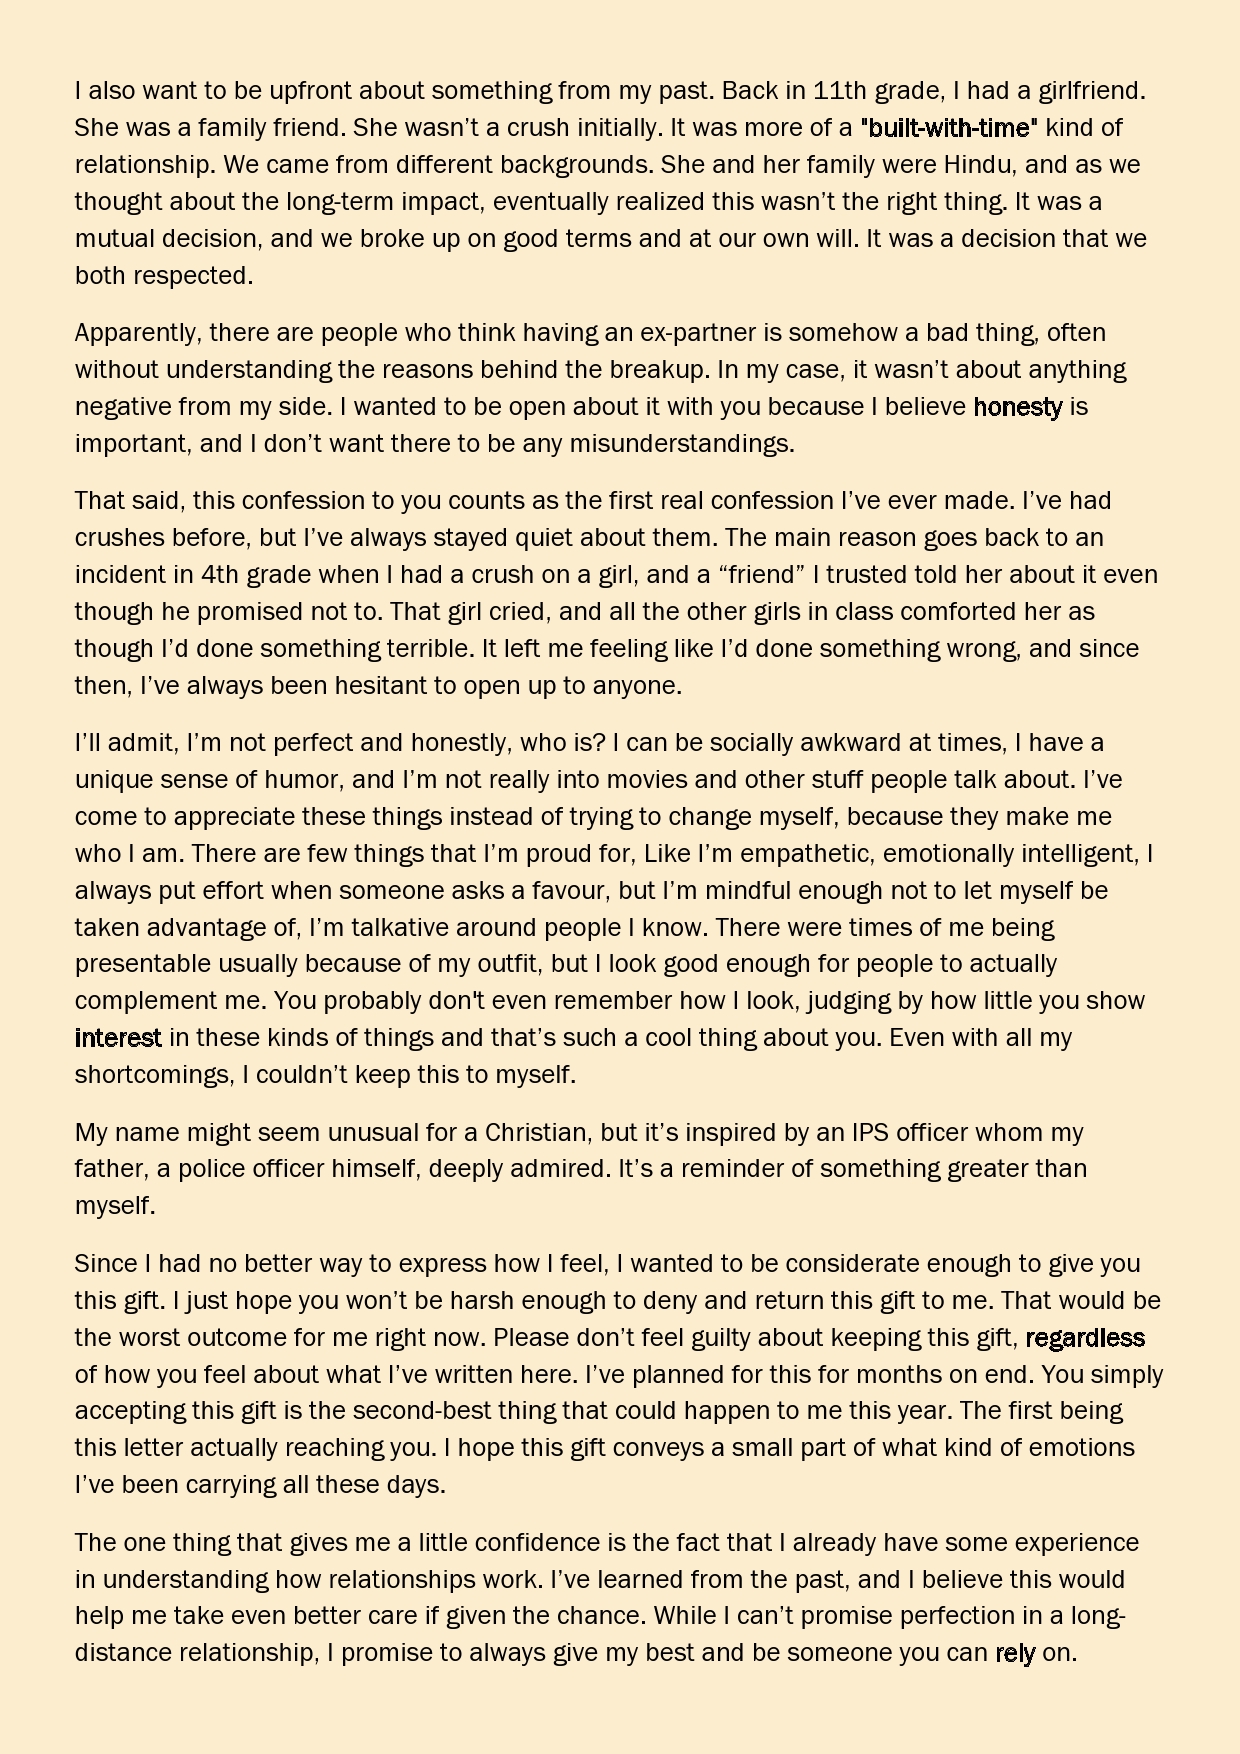 I also want to be upfront about something from my past. Back in 11th grade, I had a girlfriend.
She was a family friend. She wasn’t a crush initially. It was more of a "built-with-time" kind of
relationship. We came from different backgrounds. She and her family were Hindu, and as we
thought about the long-term impact, eventually realized this wasn’t the right thing. It was a
mutual decision, and we broke up on good terms and at our own will. It was a decision that we
both respected.
Apparently, there are people who think having an ex-partner is somehow a bad thing, often
without understanding the reasons behind the breakup. In my case, it wasn’t about anything
negative from my side. I wanted to be open about it with you because I believe honesty is
important, and I don’t want there to be any misunderstandings.
That said, this confession to you counts as the first real confession I’ve ever made. I’ve had
crushes before, but I’ve always stayed quiet about them. The main reason goes back to an
incident in 4th grade when I had a crush on a girl, and a “friend” I trusted told her about it even
though he promised not to. That girl cried, and all the other girls in class comforted her as
though I’d done something terrible. It left me feeling like I’d done something wrong, and since
then, I’ve always been hesitant to open up to anyone.
I’ll admit, I’m not perfect and honestly, who is? I can be socially awkward at times, I have a
unique sense of humor, and I’m not really into movies and other stuff people talk about. I’ve
come to appreciate these things instead of trying to change myself, because they make me
who I am. There are few things that I’m proud for, Like I’m empathetic, emotionally intelligent, I
always put effort when someone asks a favour, but I’m mindful enough not to let myself be
taken advantage of, I’m talkative around people I know. There were times of me being
presentable usually because of my outfit, but I look good enough for people to actually
complement me. You probably don't even remember how I look, judging by how little you show
interest in these kinds of things and that’s such a cool thing about you. Even with all my
shortcomings, I couldn’t keep this to myself.
My name might seem unusual for a Christian, but it’s inspired by an IPS officer whom my
father, a police officer himself, deeply admired. It’s a reminder of something greater than
myself.
Since I had no better way to express how I feel, I wanted to be considerate enough to give you
this gift. I just hope you won’t be harsh enough to deny and return this gift to me. That would be
the worst outcome for me right now. Please don’t feel guilty about keeping this gift, regardless
of how you feel about what I’ve written here. I’ve planned for this for months on end. You simply
accepting this gift is the second-best thing that could happen to me this year. The first being
this letter actually reaching you. I hope this gift conveys a small part of what kind of emotions
I’ve been carrying all these days.
The one thing that gives me a little confidence is the fact that I already have some experience
in understanding how relationships work. I’ve learned from the past, and I believe this would
help me take even better care if given the chance. While I can’t promise perfection in a long-
distance relationship, I promise to always give my best and be someone you can rely on.